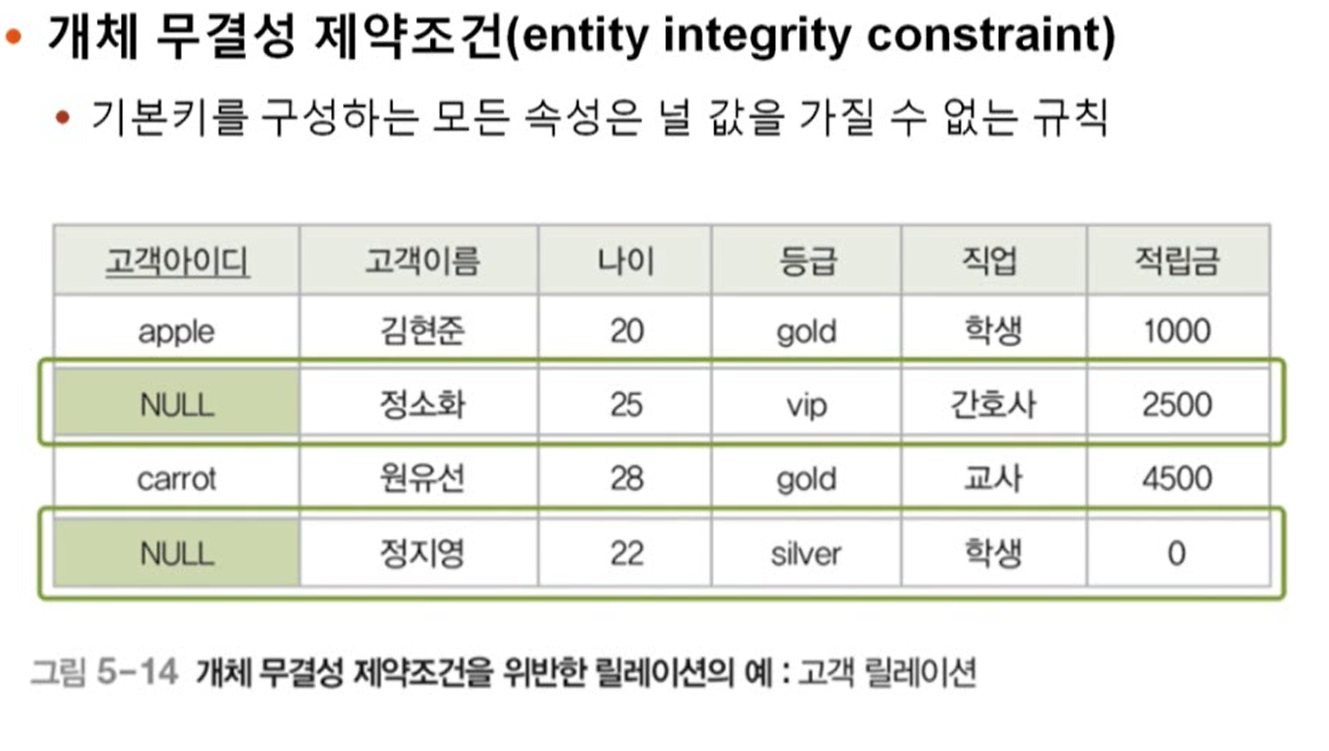 개체 무결성 제약조건(entity integrity constraint)
기본키를 구성하는 모든 속성은 널 값을 가질 수 없는 규칙
고객아이디 고객이름 나이 등급 직업 적립금
apple 김현준 20 gold 학생 1000
NULL 정소화 25 vip 간호사 2500
carrot 원유선 28 gold 교사 4500
NULL 정지영 22 silver 학생 0
그림 5-14 개체 무결성 제약조건을 위반한 릴레이션의 예 : 고객 릴레이션